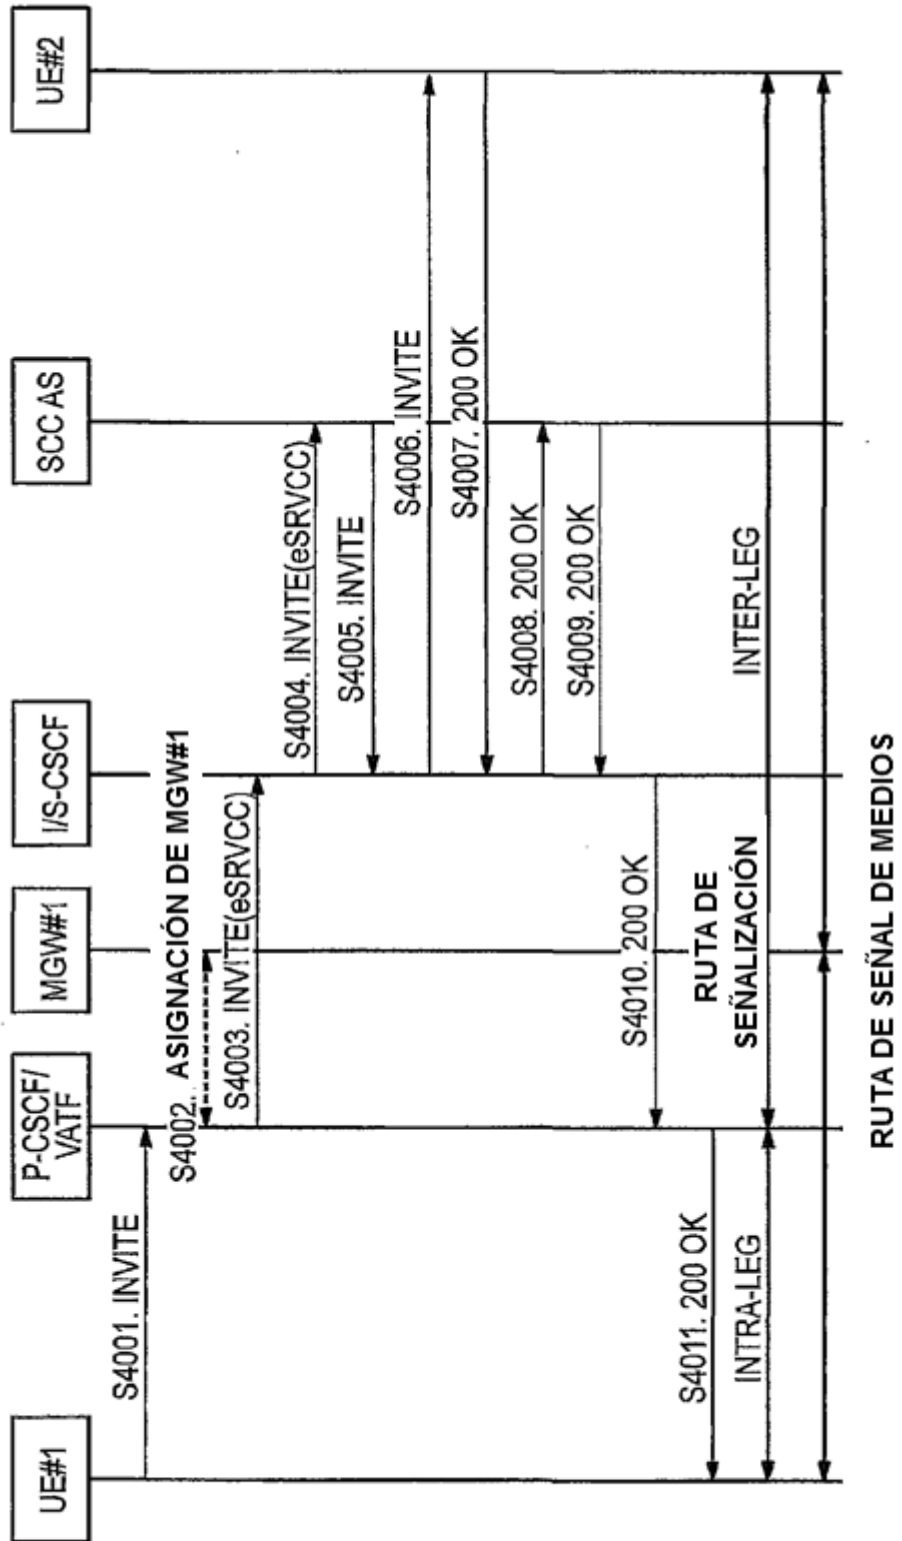 UE#1
P-CSCF/
VATF
MGW#1
I/S-CSCF
SCC AS
UE#2
S4001. INVITE
S4002. ASIGNACIÓN DE MGW#1
S4003. INVITE(eSRVCC)
S4004. INVITE(eSRVCC)
S4005. INVITE
S4006. INVITE
S4007. 200 OK
S4008. 200 OK
S4009. 200 OK
S4010. 200 OK
S4011. 200 OK
RUTA DE
SEÑALIZACIÓN
INTRA-LEG
INTER-LEG
RUTA DE SEÑAL DE MEDIOS